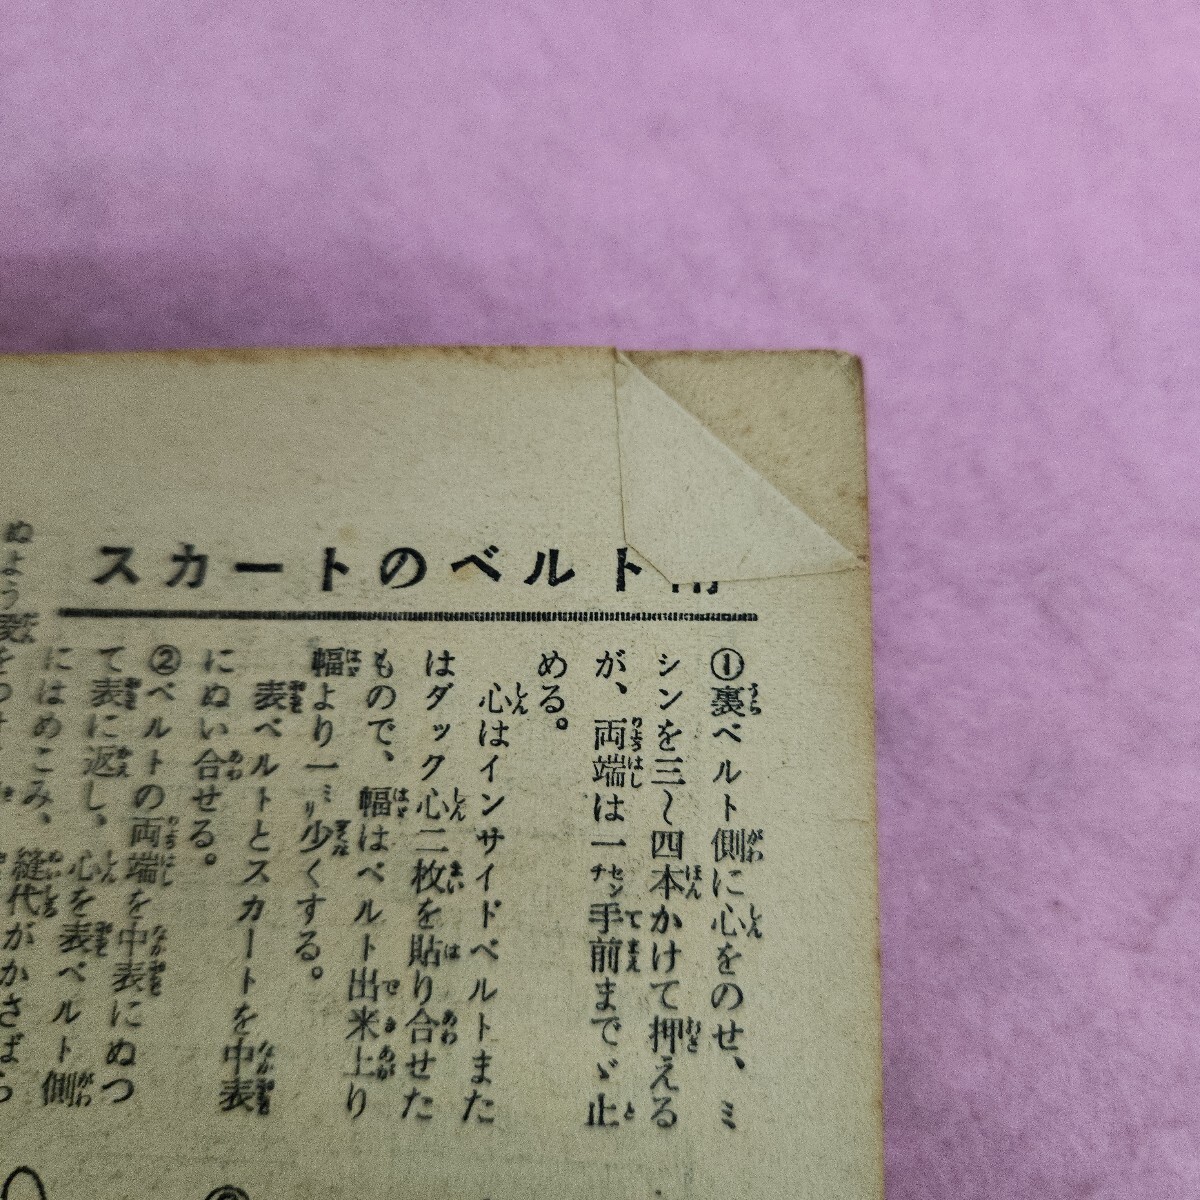 スカートのベルト
①裏ベルト側に心をのせ、ミ
シンを三〜四本かけて押える
が、両端は一センチ手前までゞ止
める。
心はインサイドベルトまた
はダック心二枚を貼り合せた
もので、幅はベルト出来上り
幅より一ミリ少くする。
表ベルトとスカートを中表
にぬい合せる。
②ベルトの両端を中表にぬつ
て表に返し、心を表ベルト側
にはめこみ、縫代がかさばら